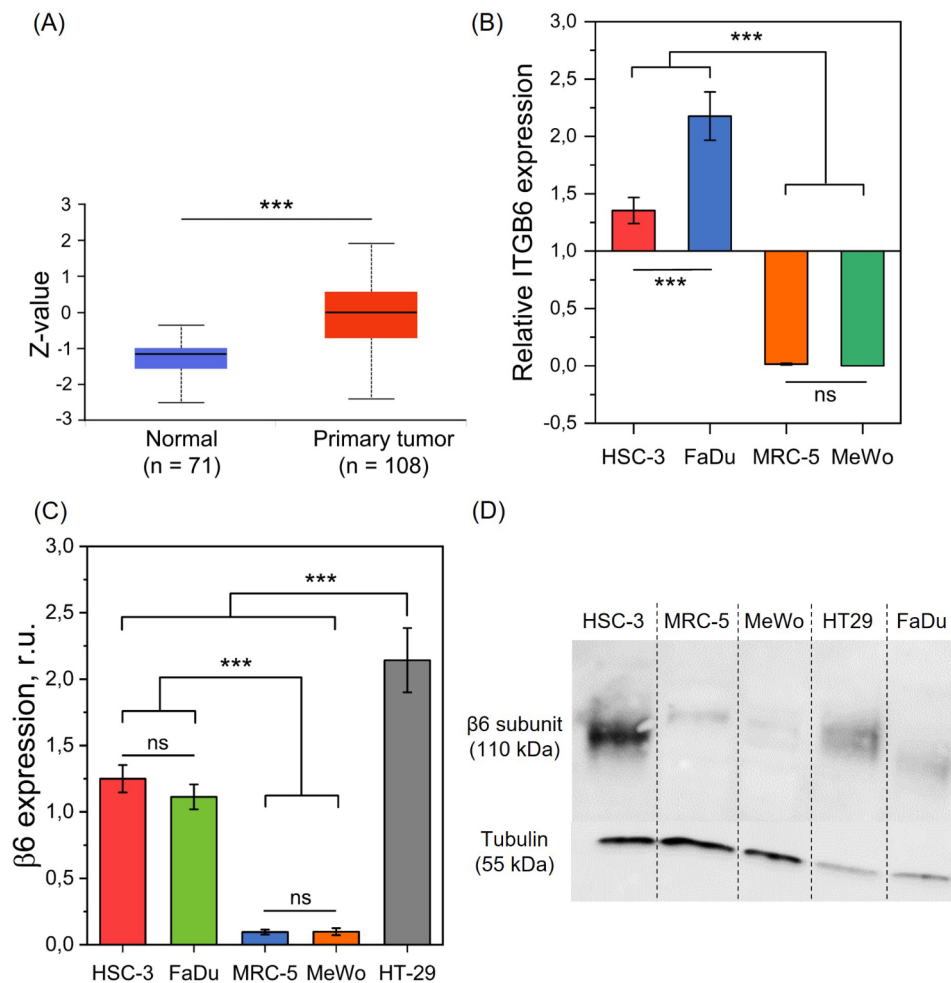 (A)
***
Z-value
3
2
1
0
-1
-2
-3
Normal
(n = 71)
Primary tumor
(n = 108)
(B)
Relative ITGB6 expression
3,0
2,5
2,0
1,5
1,0
0,5
0,0
-0,5
***
***
ns
HSC-3
FaDu
MRC-5
MeWo
(C)
β6 expression, r.u.
3,0
2,5
2,0
1,5
1,0
0,5
0,0
***
***
ns
ns
HSC-3
FaDu
MRC-5
MeWo
HT-29
(D)
HSC-3
MRC-5
MeWo
HT29
FaDu
β6 subunit
(110 kDa)
Tubulin
(55 kDa)